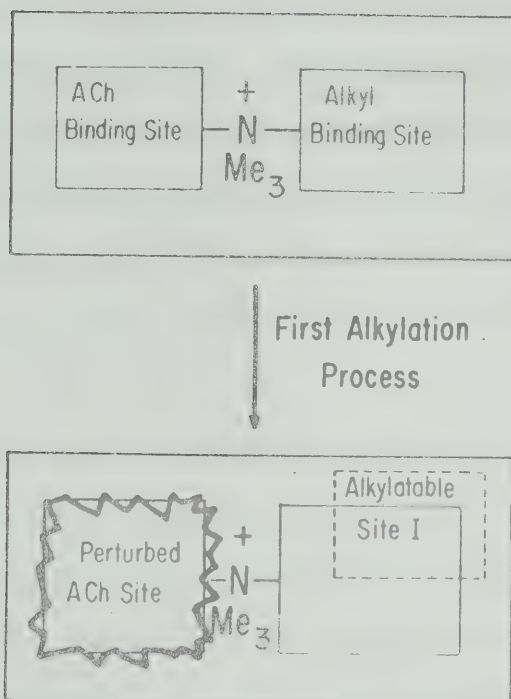 ACh
Binding Site
+
N
Me3
Alkyl
Binding Site
First Alkylation
Process
Perturbed
ACh Site
+
N
Me3
Alkylatable
Site I